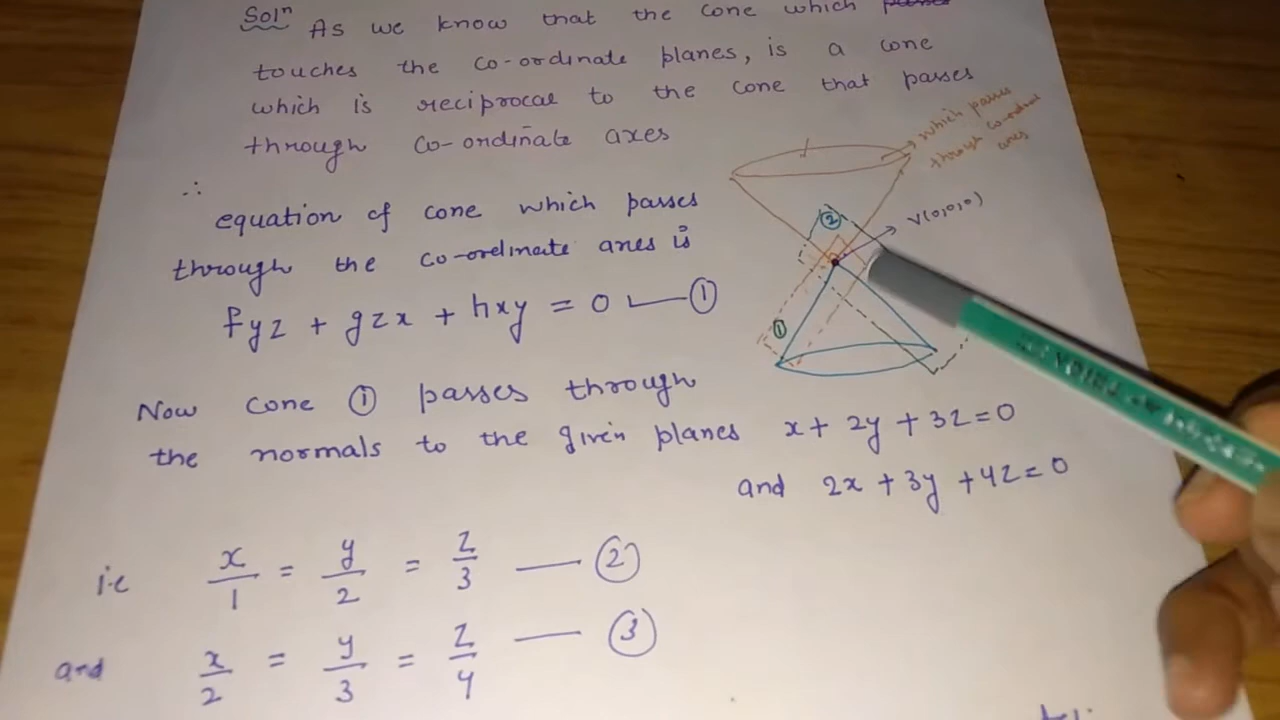 Solⁿ As we know that the cone which
touches the co-ordinate planes, is a cone
which is reciprocal to the cone that passes
through co-ordinate axes
∴ equation of cone which passes
through the co-ordinate axes is
fyz + gzx + hxy = 0 — ①
Now cone ① passes through
the normals to the given planes x + 2y + 3z = 0
and 2x + 3y + 4z = 0
i.e x/1 = y/2 = z/3 — ②
and x/2 = y/3 = z/4 — ③
which passes
through co-ordinate
axes
V(0,0,0)
②
①